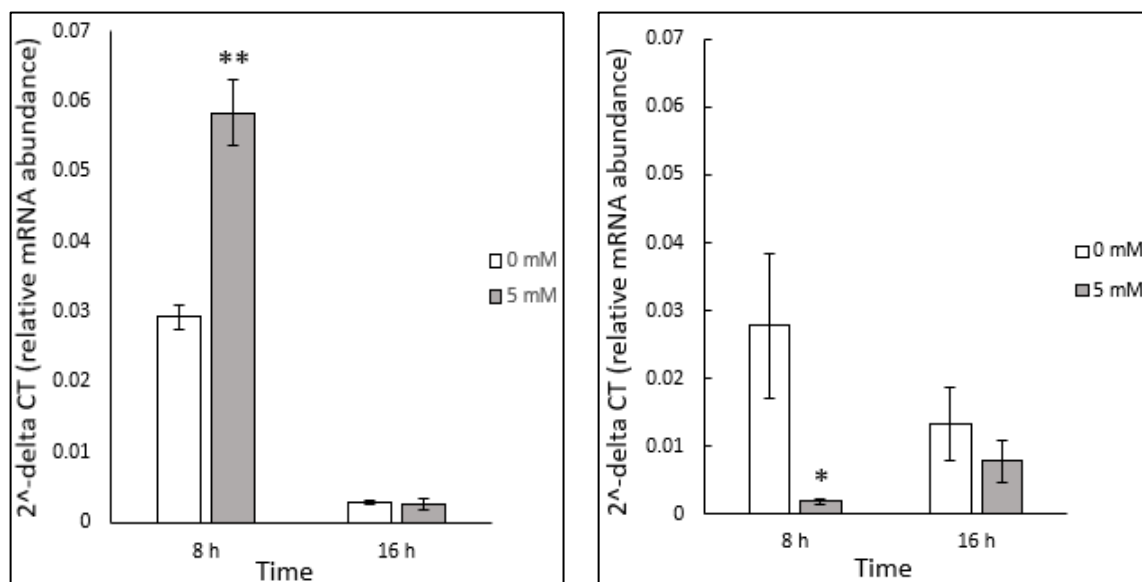 2^-delta CT (relative mRNA abundance)
0.07
0.06
0.05
0.04
0.03
0.02
0.01
0
**
0 mM
5 mM
8 h
16 h
Time
2^-delta CT (relative mRNA abundance)
0.07
0.06
0.05
0.04
0.03
0.02
0.01
0
*
0 mM
5 mM
8 h
16 h
Time